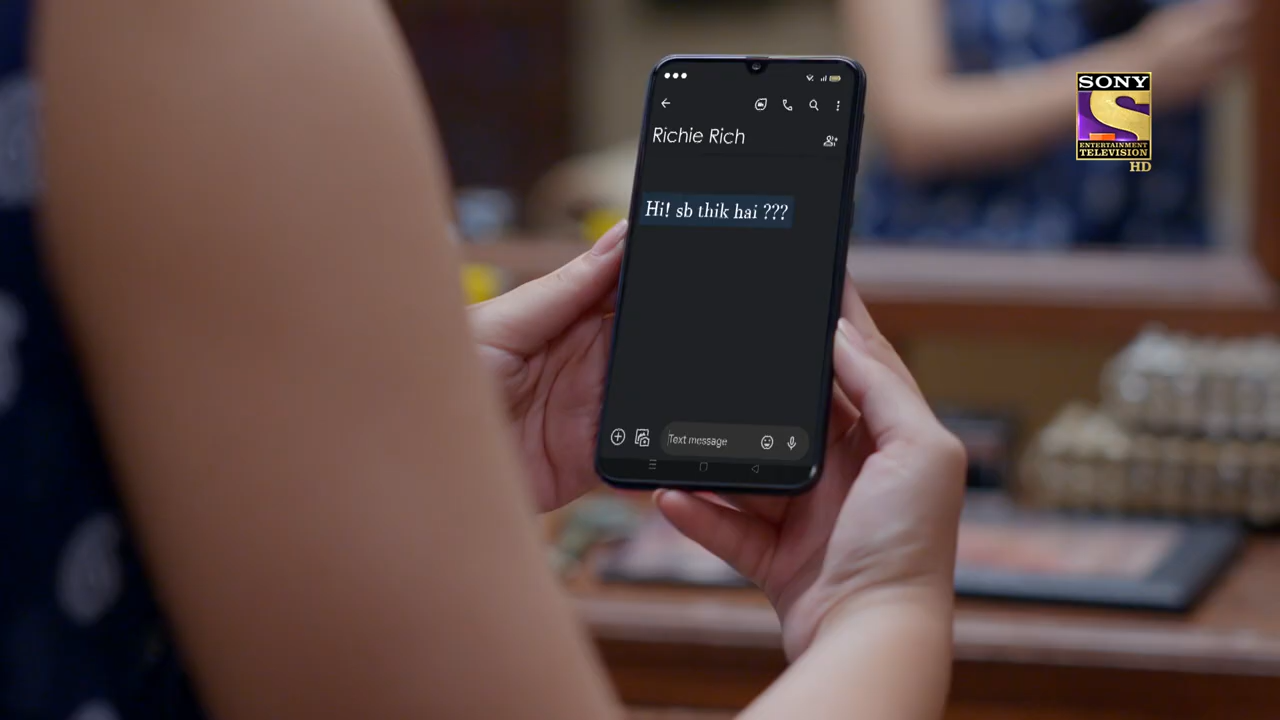 Richie Rich
Hi! sb thik hai ???
Text message
SONY
S
ENTERTAINMENT
TELEVISION
HD